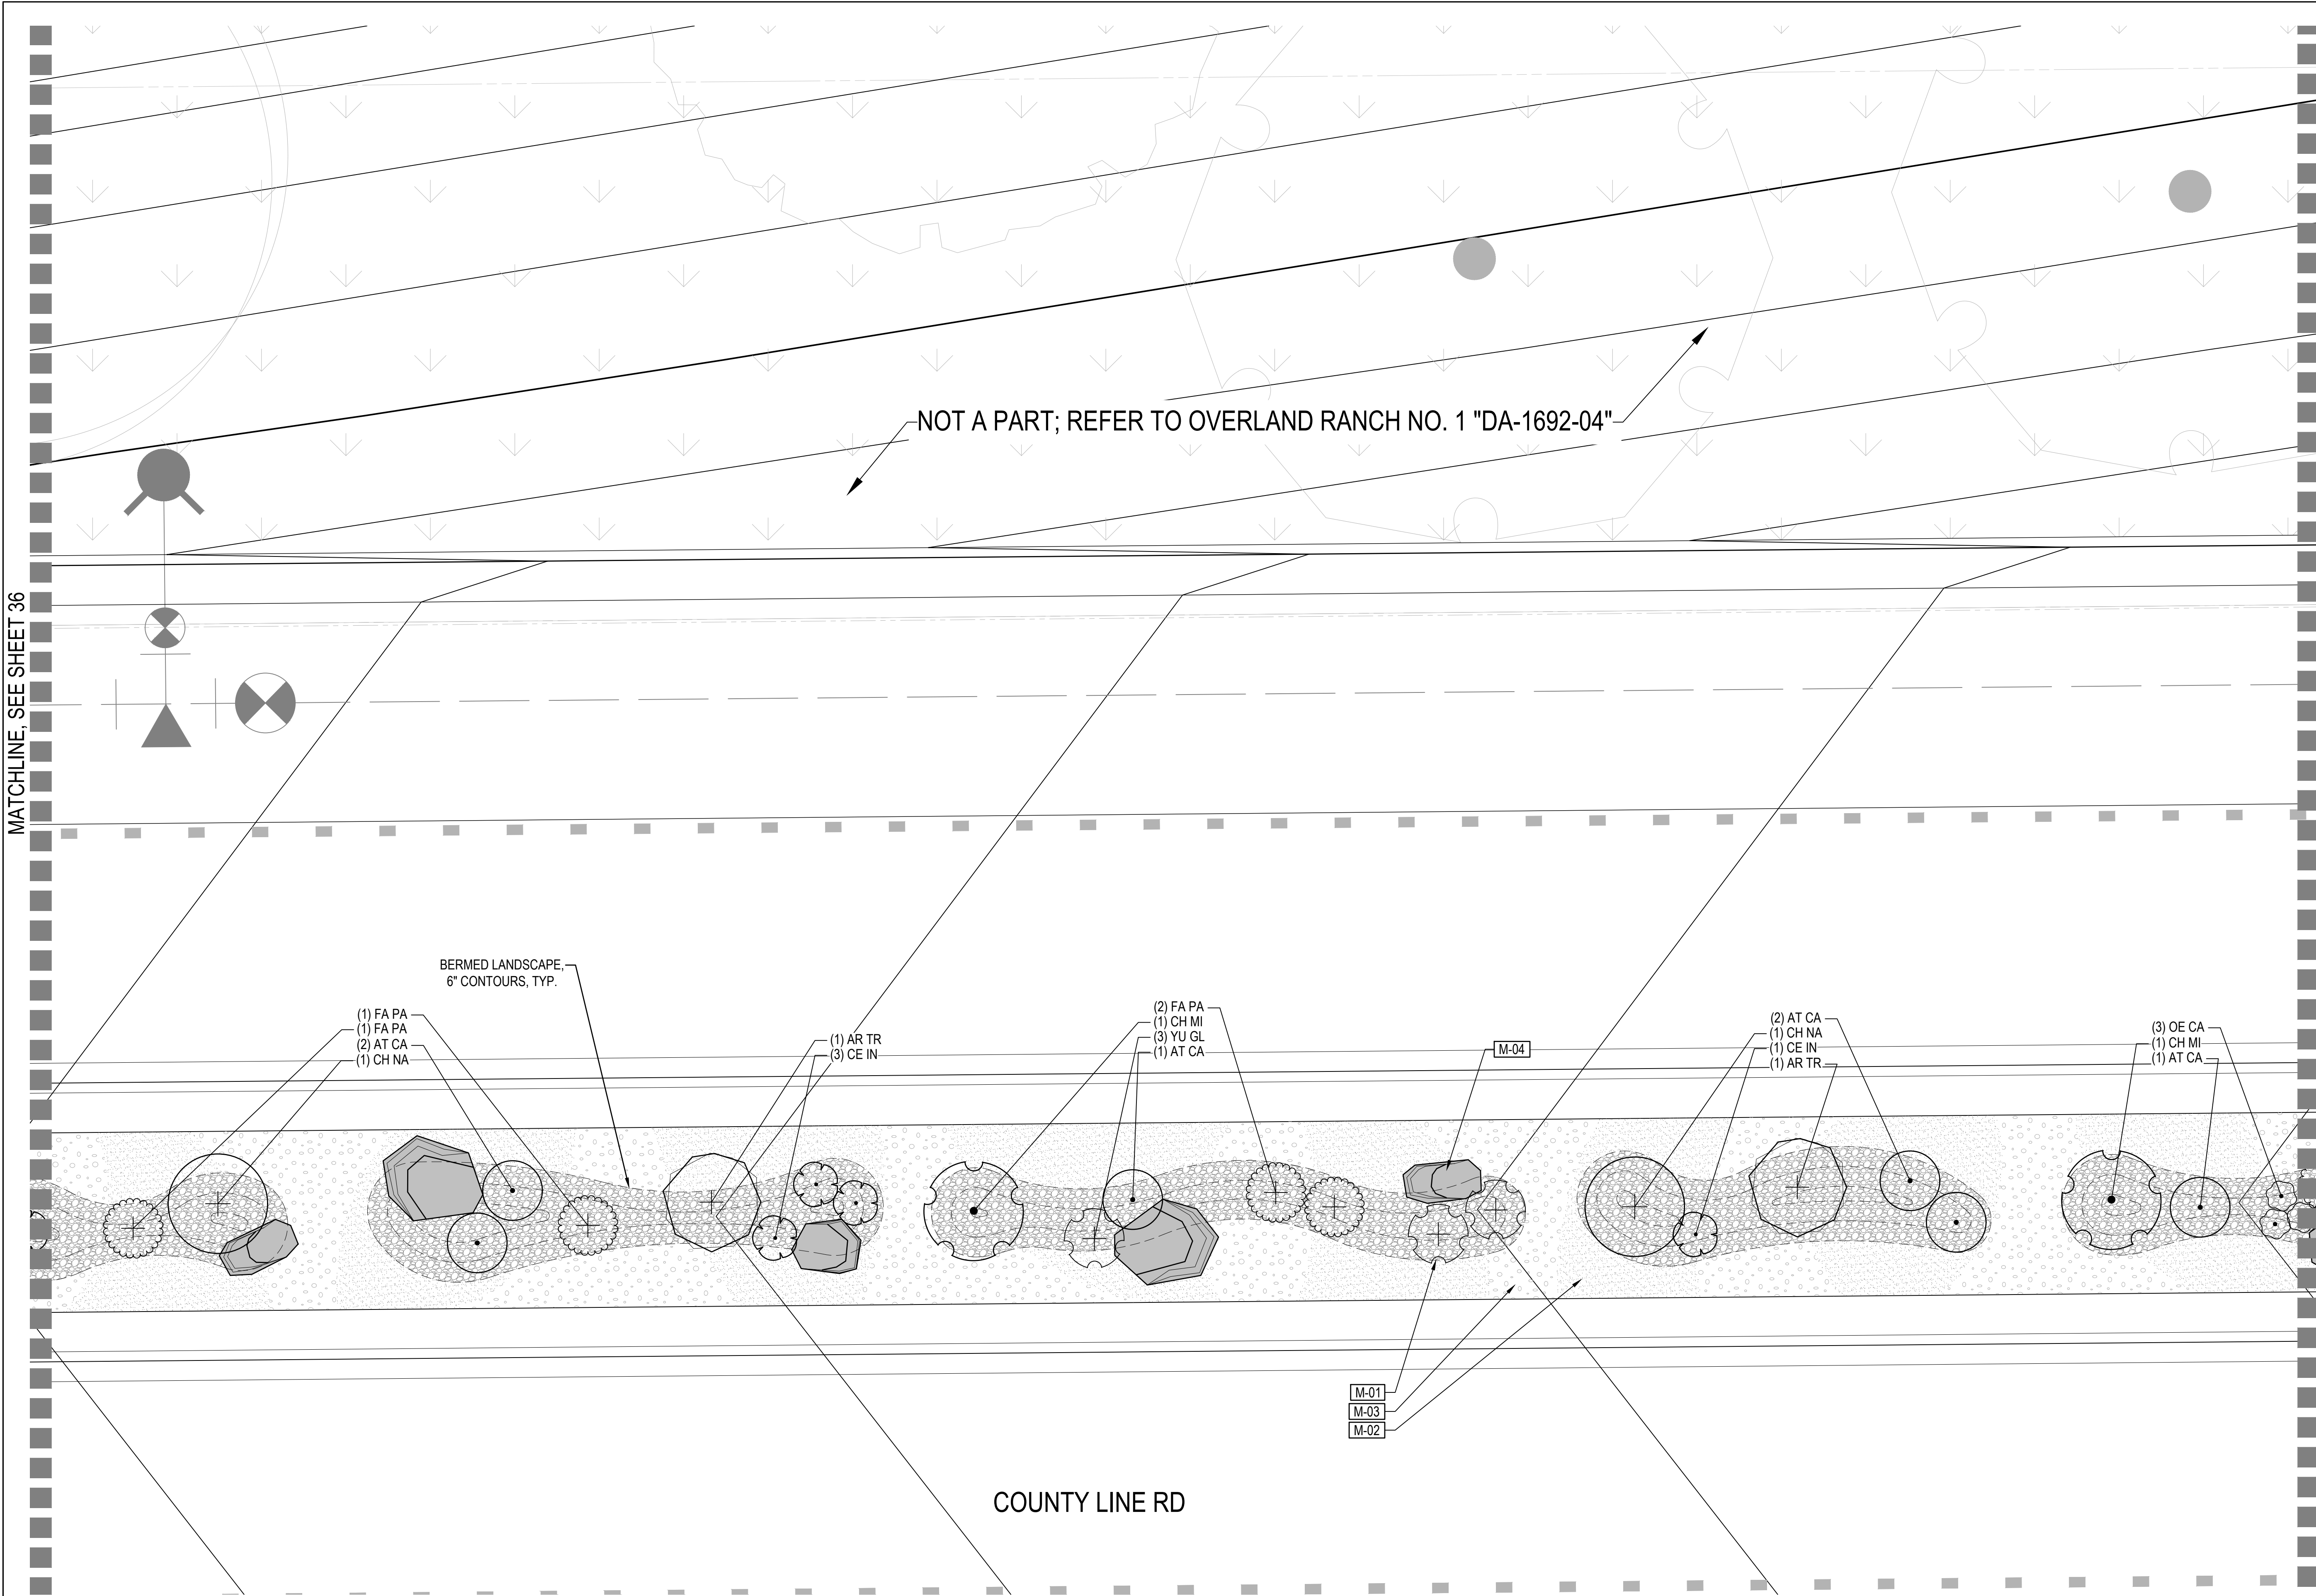 NOT A PART; REFER TO OVERLAND RANCH NO. 1 "DA-1692-04"
MATCHLINE, SEE SHEET 36
BERMED LANDSCAPE,
6" CONTOURS, TYP.
(1) FA PA
(1) FA PA
(2) AT CA
(1) CH NA
(1) AR TR
(3) CE IN
(2) FA PA
(1) CH MI
(3) YU GL
(1) AT CA
M-04
(2) AT CA
(1) CH NA
(1) CE IN
(1) AR TR
(3) OE CA
(1) CH MI
(1) AT CA
M-01
M-03
M-02
COUNTY LINE RD